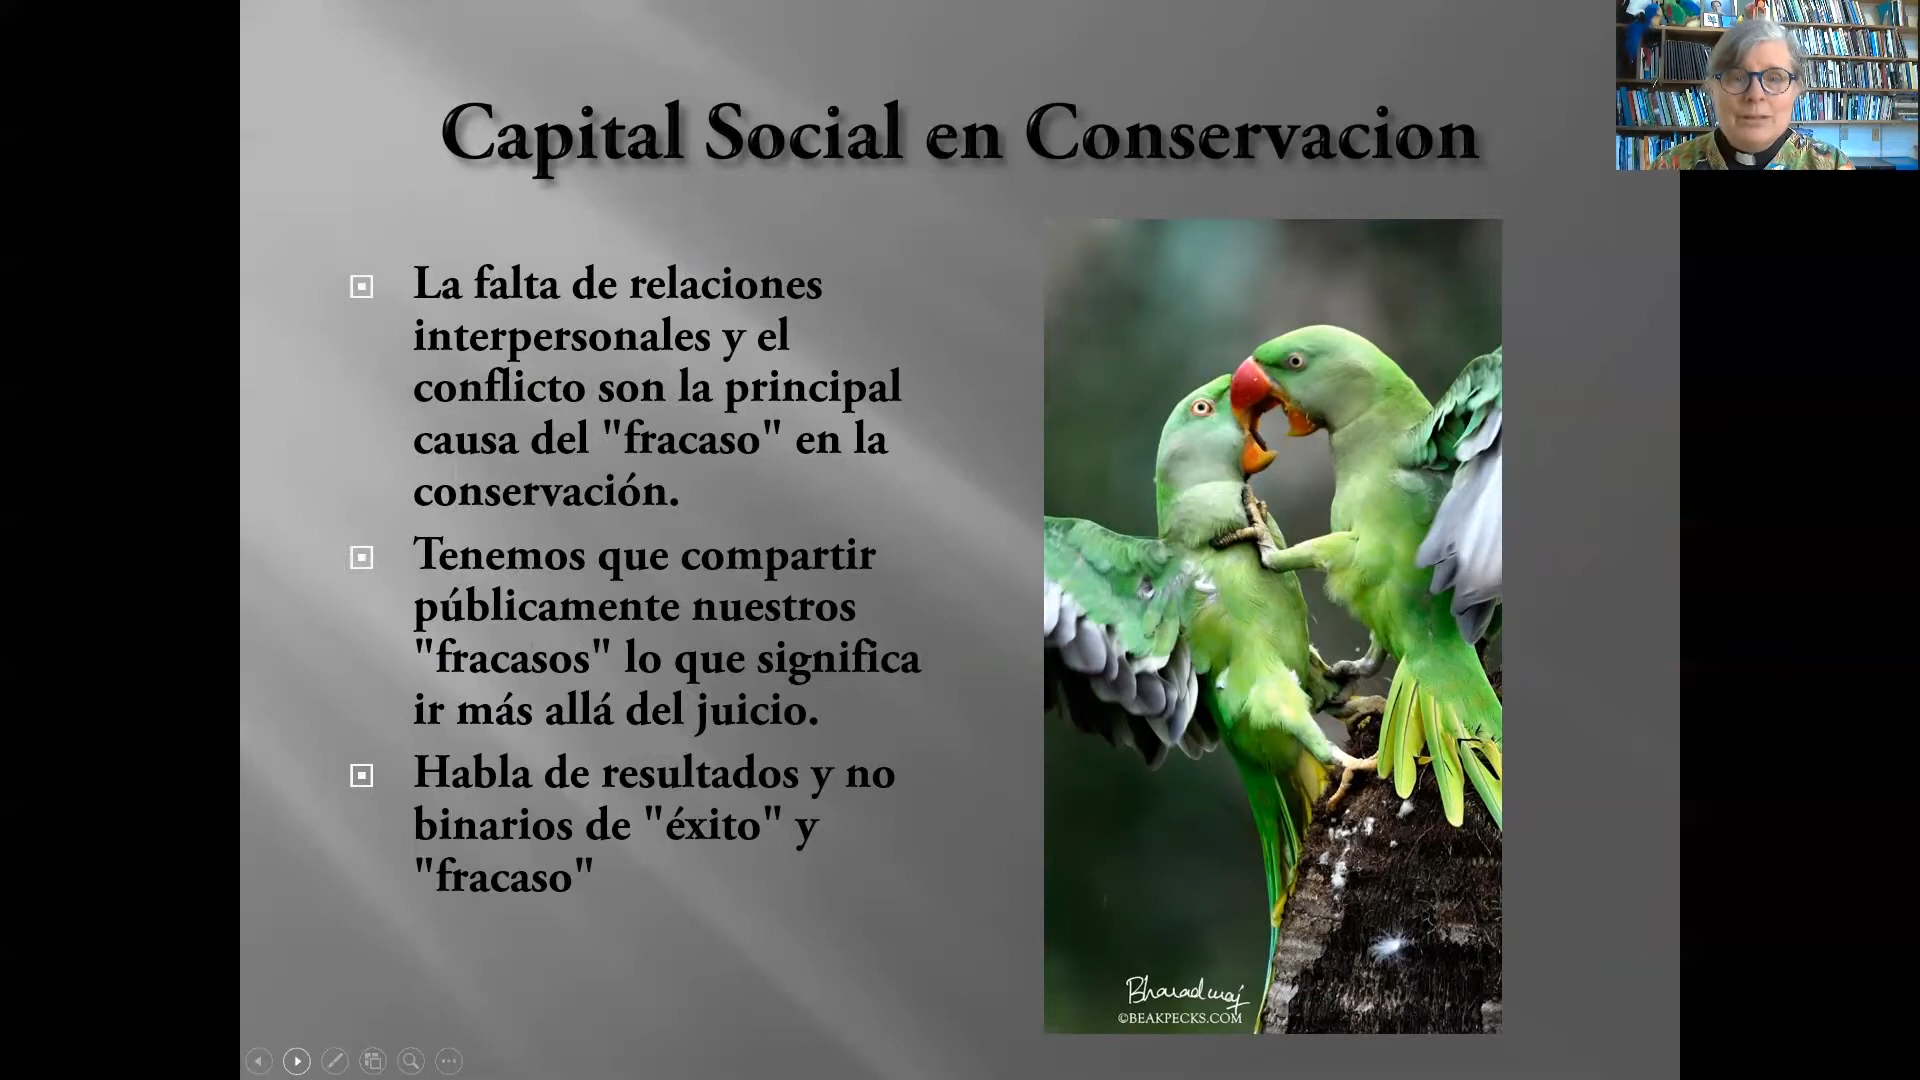 Capital Social en Conservacion
La falta de relaciones
interpersonales y el
conflicto son la principal
causa del "fracaso" en la
conservación.
Tenemos que compartir
públicamente nuestros
"fracasos" lo que significa
ir más allá del juicio.
Habla de resultados y no
binarios de "éxito" y
"fracaso"
Bharadwaj
©BEAKPECKS.COM